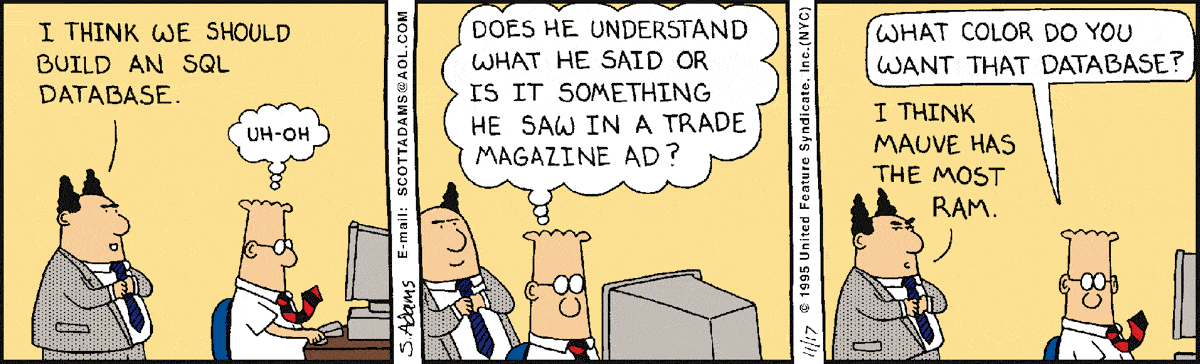 I THINK WE SHOULD
BUILD AN SQL
DATABASE.
UH-OH
S. Adams E-mail: SCOTTADAMS@AOL.COM
DOES HE UNDERSTAND
WHAT HE SAID OR
IS IT SOMETHING
HE SAW IN A TRADE
MAGAZINE AD?
11/17 © 1995 United Feature Syndicate, Inc.(NYC)
WHAT COLOR DO YOU
WANT THAT DATABASE?
I THINK
MAUVE HAS
THE MOST
RAM.